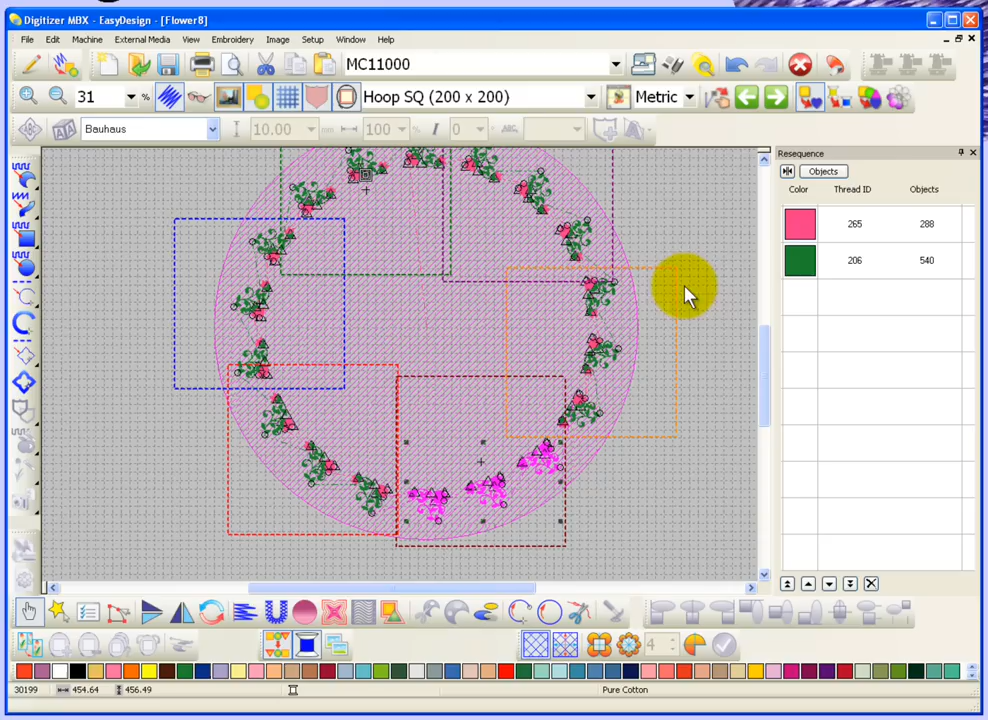 Digitizer MBX - EasyDesign - [Flower8]
File Edit Machine External Media View Embroidery Image Setup Window Help
MC11000
31 % Hoop SQ (200 x 200) Metric
Bauhaus 10.00 100 0
Resequence
Objects
Color Thread ID Objects
265 288
206 540
4
30199 454.64 456.49 Pure Cotton